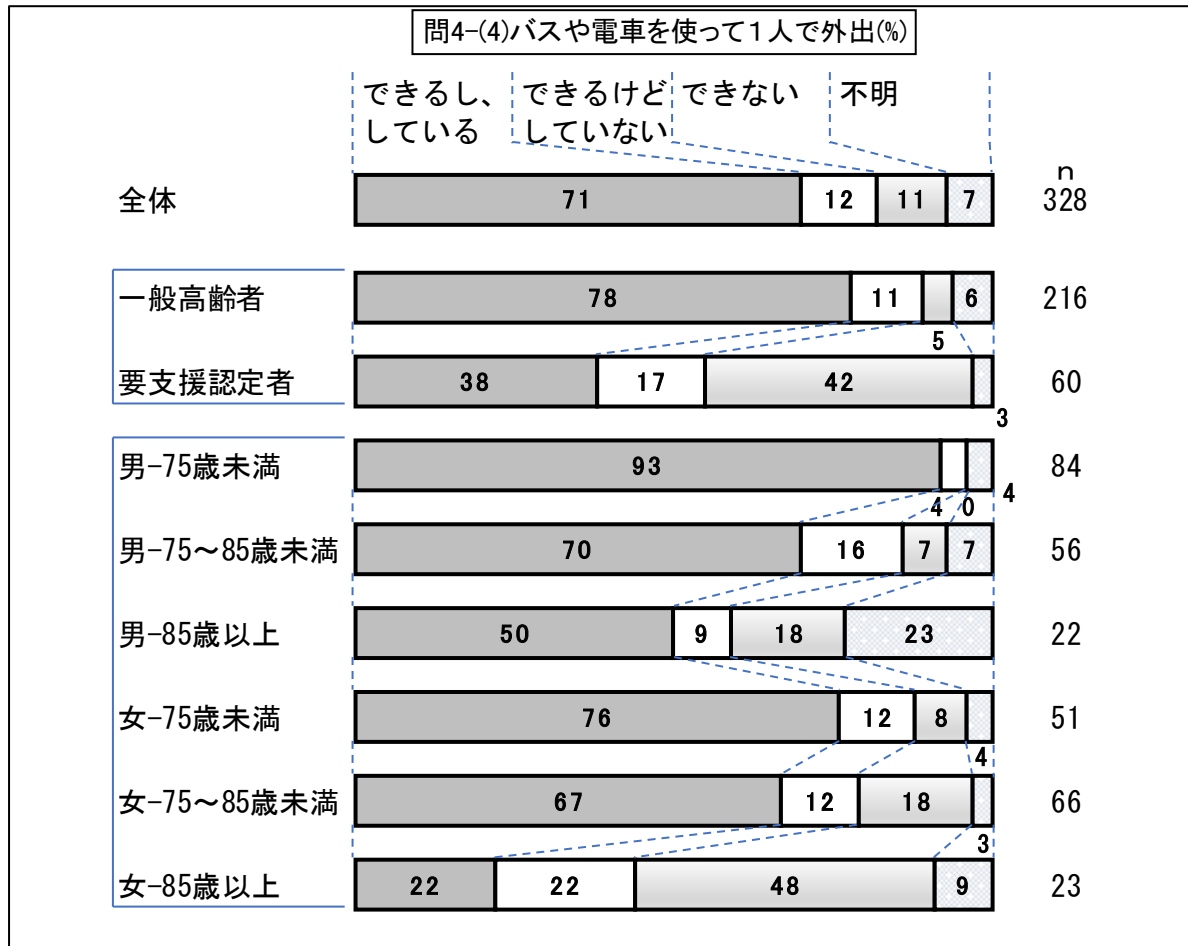 問4-(4)バスや電車を使って１人で外出(%)
できるし、 できるけど できない 不明
している していない
n
全体 71 12 11 7 328
一般高齢者 78 11 6 216
5
要支援認定者 38 17 42 60
3
男-75歳未満 93 84
4 0 4
男-75～85歳未満 70 16 7 7 56
男-85歳以上 50 9 18 23 22
女-75歳未満 76 12 8 51
4
女-75～85歳未満 67 12 18 66
3
女-85歳以上 22 22 48 9 23